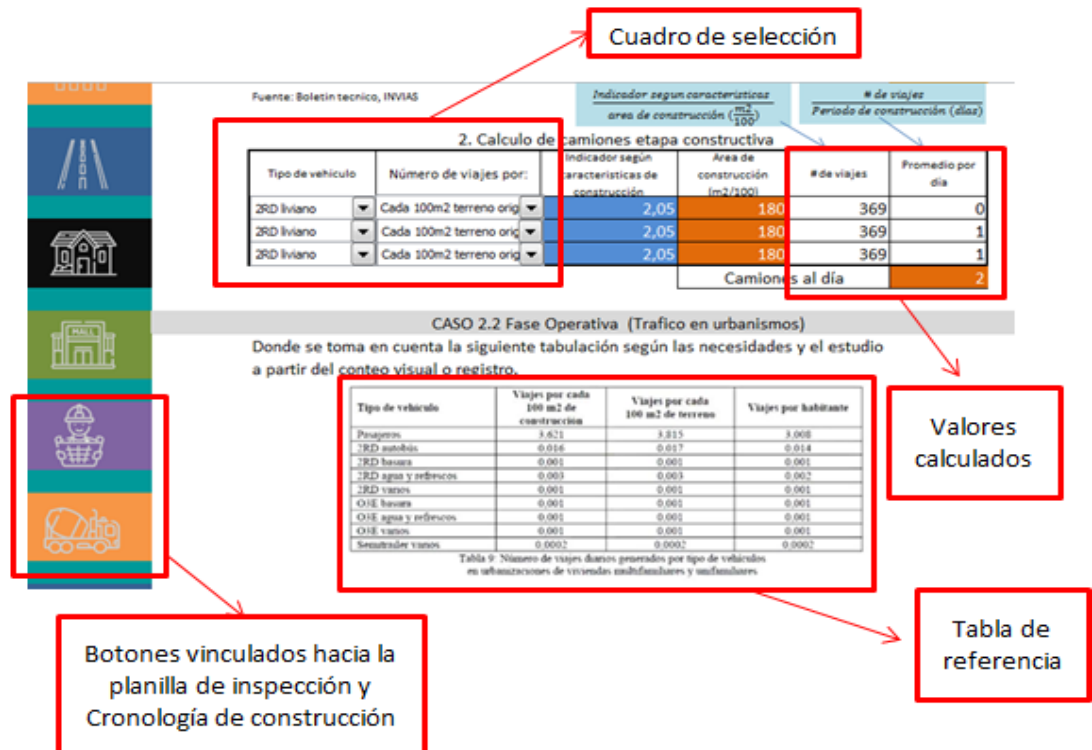 Cuadro de selección
Fuente: Boletin tecnico, INVIAS
Indicador segun caracteristicas
area de construcción (m2/100)
# de viajes
Periodo de construcción (días)
2. Calculo de camiones etapa constructiva
Tipo de vehiculo Número de viajes por: Indicador según caracteristicas de construcción Area de construcción (m2/100) # de viajes Promedio por día
2RD liviano Cada 100m2 terreno orig 2,05 180 369 0
2RD liviano Cada 100m2 terreno orig 2,05 180 369 1
2RD liviano Cada 100m2 terreno orig 2,05 180 369 1
Camiones al día 2
MALL
CASO 2.2 Fase Operativa (Trafico en urbanismos)
Donde se toma en cuenta la siguiente tabulación según las necesidades y el estudio
a partir del conteo visual o registro.
Tipo de vehículo Viajes por cada 100 m2 de construcción Viajes por cada 100 m2 de terreno Viajes por habitante
Pasajeros 3,621 3,815 3,008
2RD autobús 0,016 0,017 0,014
2RD basura 0,001 0,001 0,001
2RD agua y refrescos 0,003 0,003 0,002
2RD varios 0,001 0,001 0,001
O3E basura 0,001 0,001 0,001
O3E agua y refrescos 0,001 0,001 0,001
O3E varios 0,001 0,001 0,001
Semitrailer varios 0,0002 0,0002 0,0002
Tabla 9: Número de viajes diarios generados por tipo de vehículos
en urbanizaciones de viviendas multifamiliares y unifamiliares
Valores
calculados
Tabla de
referencia
Botones vinculados hacia la
planilla de inspección y
Cronología de construcción